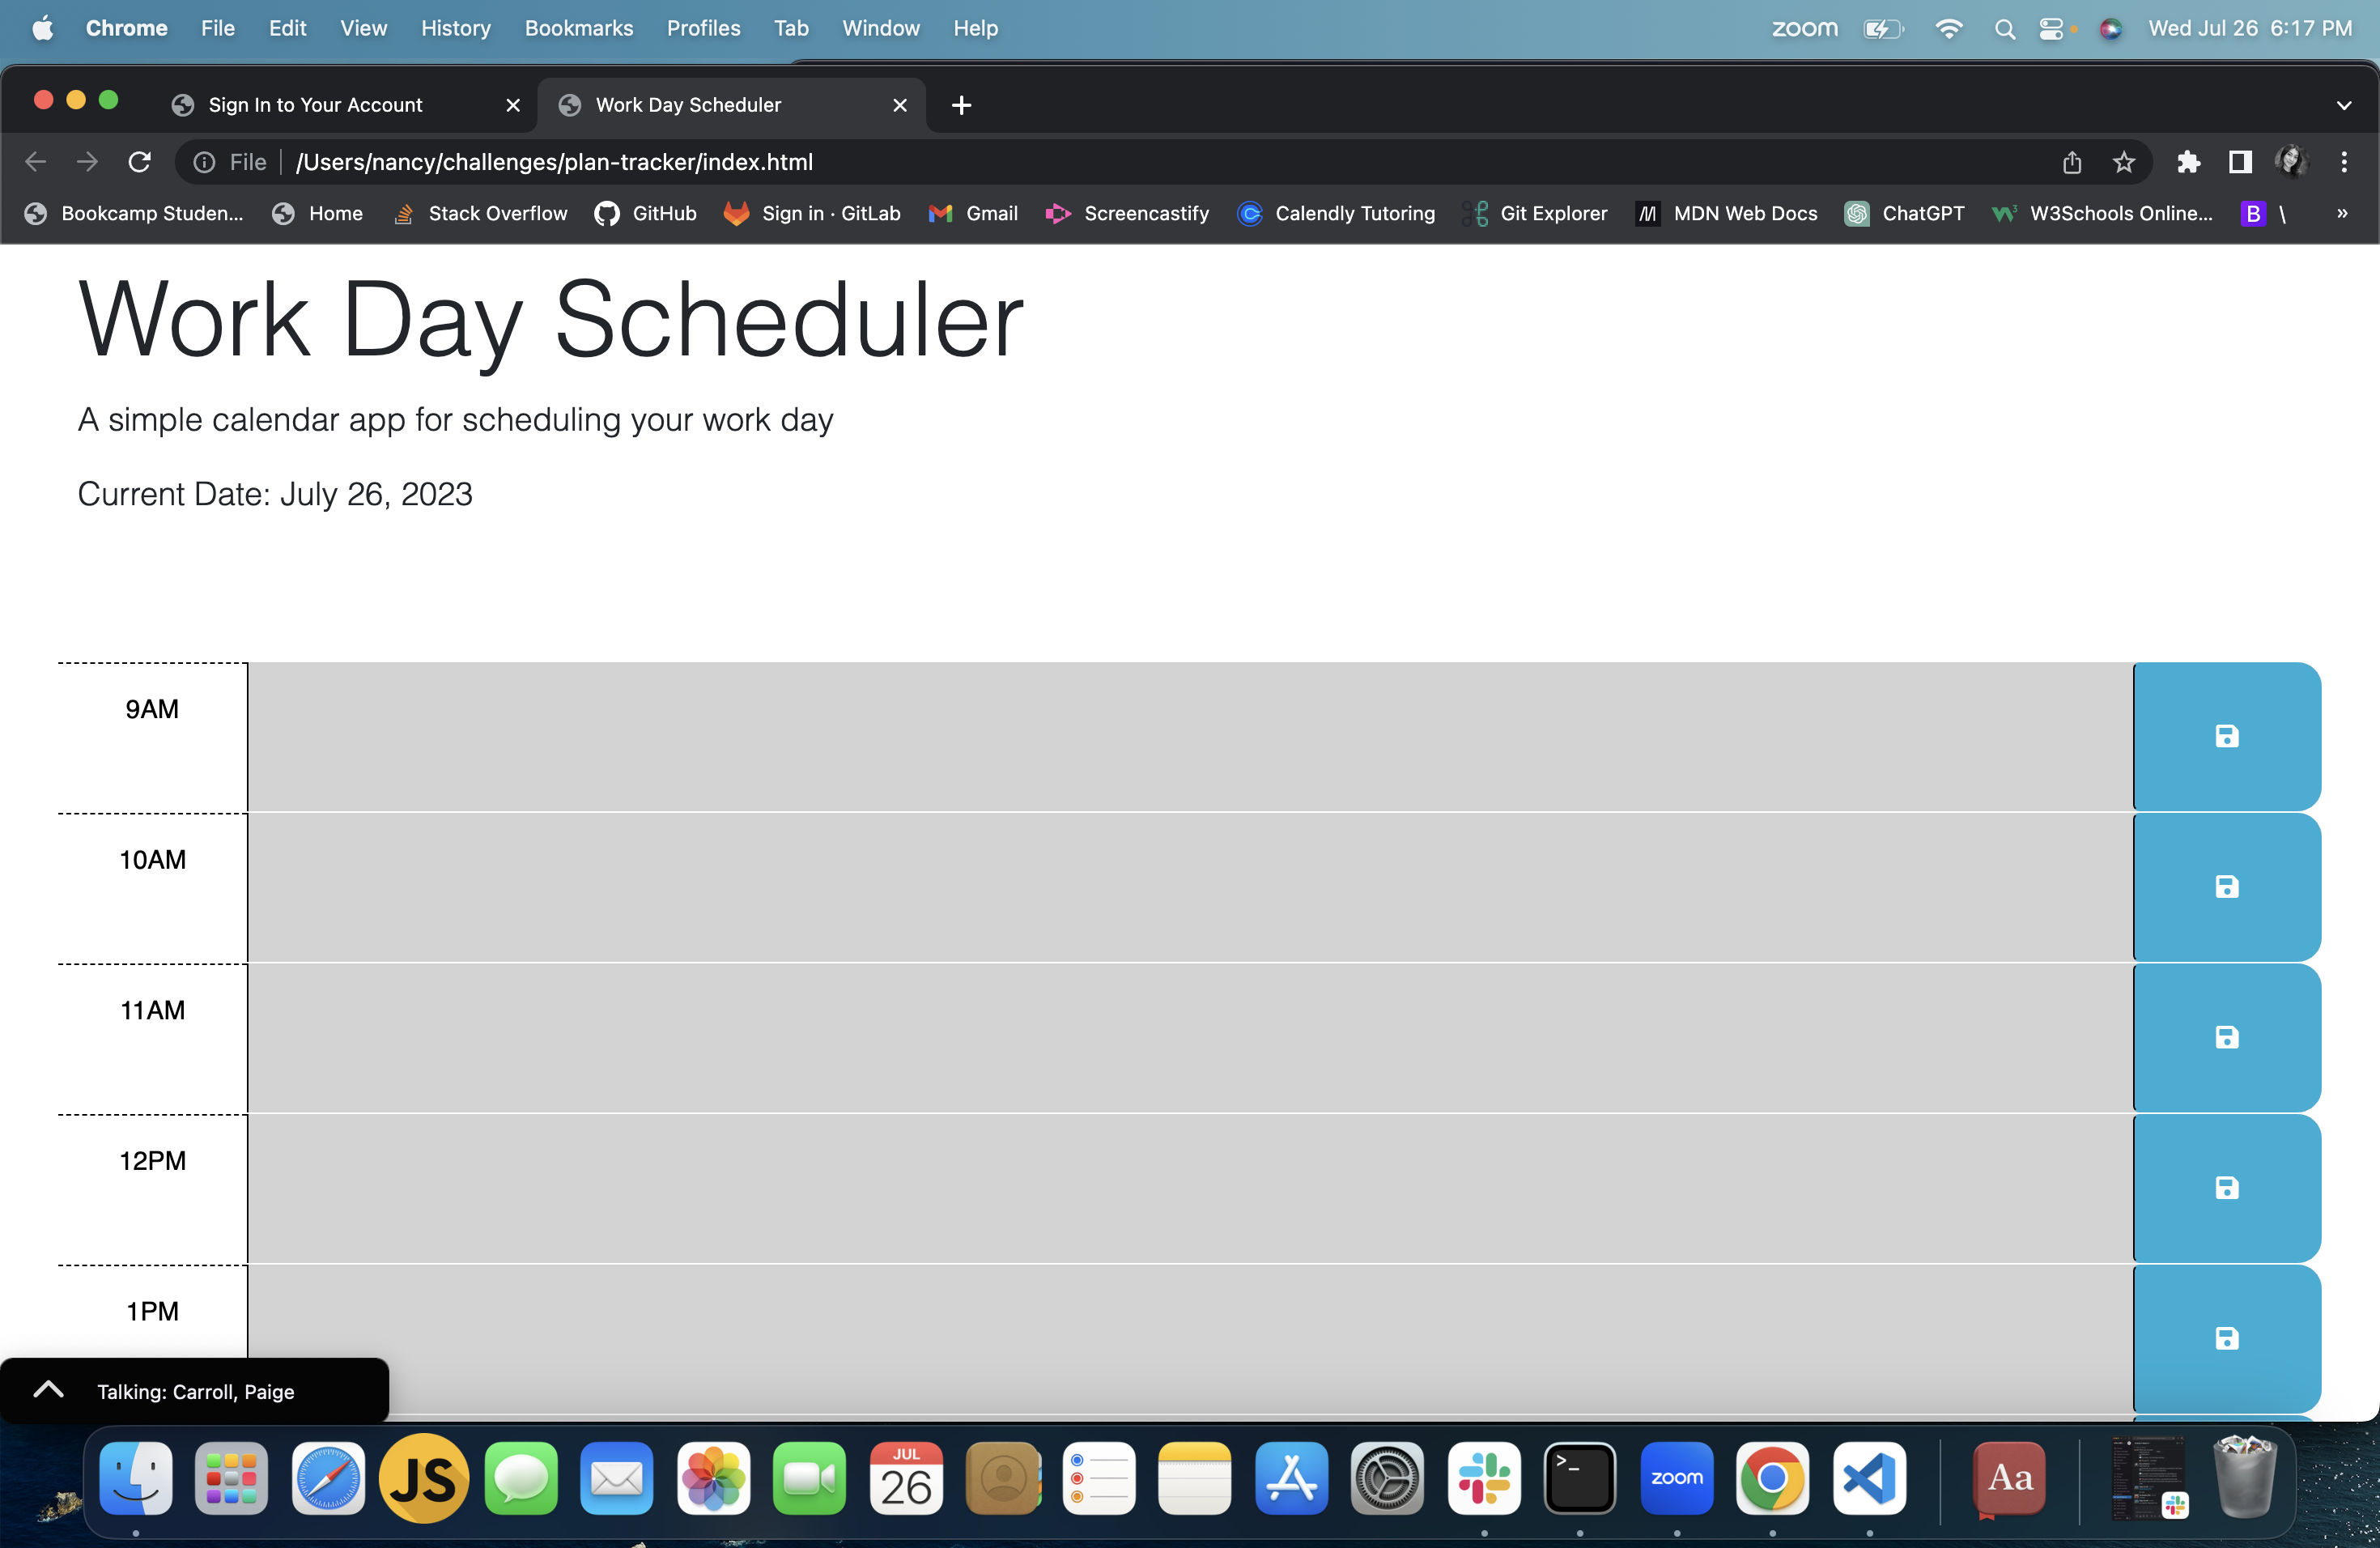 Chrome File Edit View History Bookmarks Profiles Tab Window Help zoom Wed Jul 26 6:17 PM
Sign In to Your Account Work Day Scheduler
File /Users/nancy/challenges/plan-tracker/index.html
Bookcamp Studen... Home Stack Overflow GitHub Sign in · GitLab Gmail Screencastify Calendly Tutoring Git Explorer MDN Web Docs ChatGPT W3Schools Online... B \ »
Work Day Scheduler
A simple calendar app for scheduling your work day
Current Date: July 26, 2023
9AM
10AM
11AM
12PM
1PM
Talking: Carroll, Paige
JS JUL 26 >_ zoom Aa